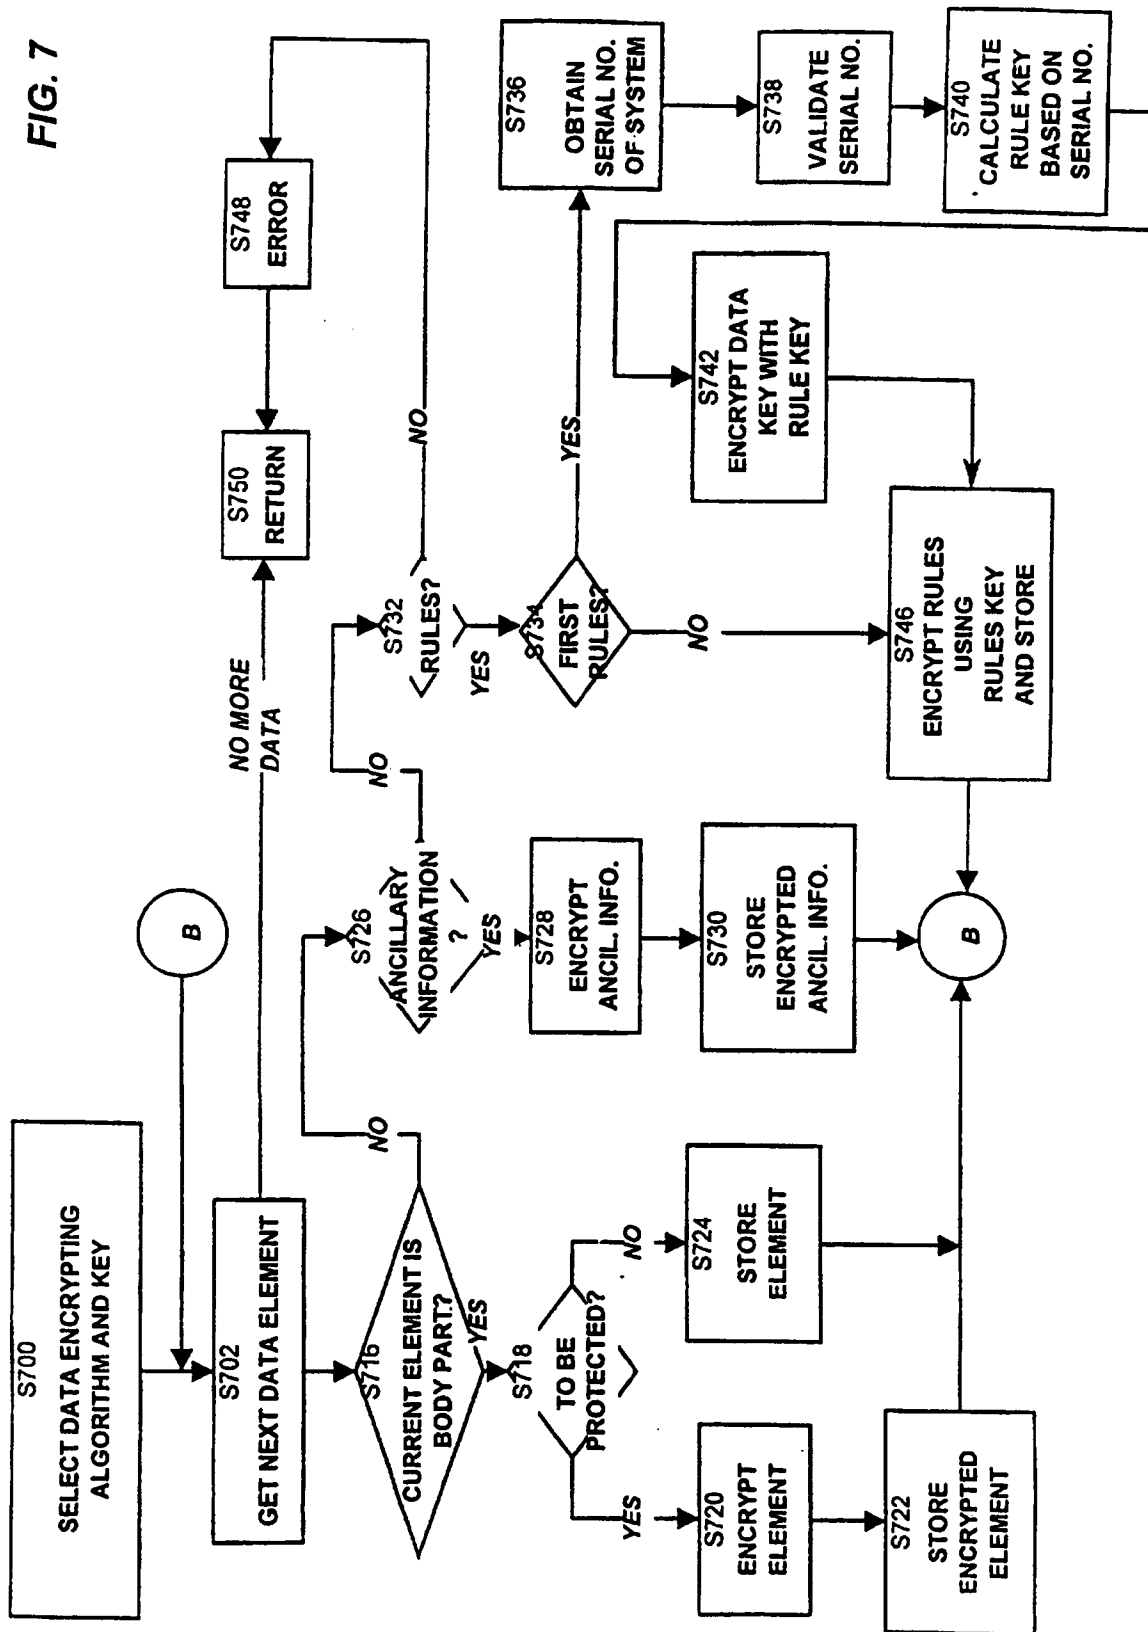 FIG. 7
S700
SELECT DATA ENCRYPTING
ALGORITHM AND KEY
B
S702
GET NEXT DATA ELEMENT
NO MORE
DATA
S750
RETURN
S748
ERROR
S716
CURRENT ELEMENT IS
BODY PART?
NO
YES
S718
TO BE
PROTECTED?
YES
NO
S720
ENCRYPT
ELEMENT
S722
STORE
ENCRYPTED
ELEMENT
S724
STORE
ELEMENT
S726
ANCILLARY
INFORMATION
?
NO
YES
S728
ENCRYPT
ANCIL. INFO.
S730
STORE
ENCRYPTED
ANCIL. INFO.
B
S732
RULES?
NO
YES
S734
FIRST
RULES?
YES
NO
S736
OBTAIN
SERIAL NO.
OF SYSTEM
S738
VALIDATE
SERIAL NO.
S740
CALCULATE
RULE KEY
BASED ON
SERIAL NO.
S742
ENCRYPT DATA
KEY WITH
RULE KEY
S746
ENCRYPT RULES
USING
RULES KEY
AND STORE